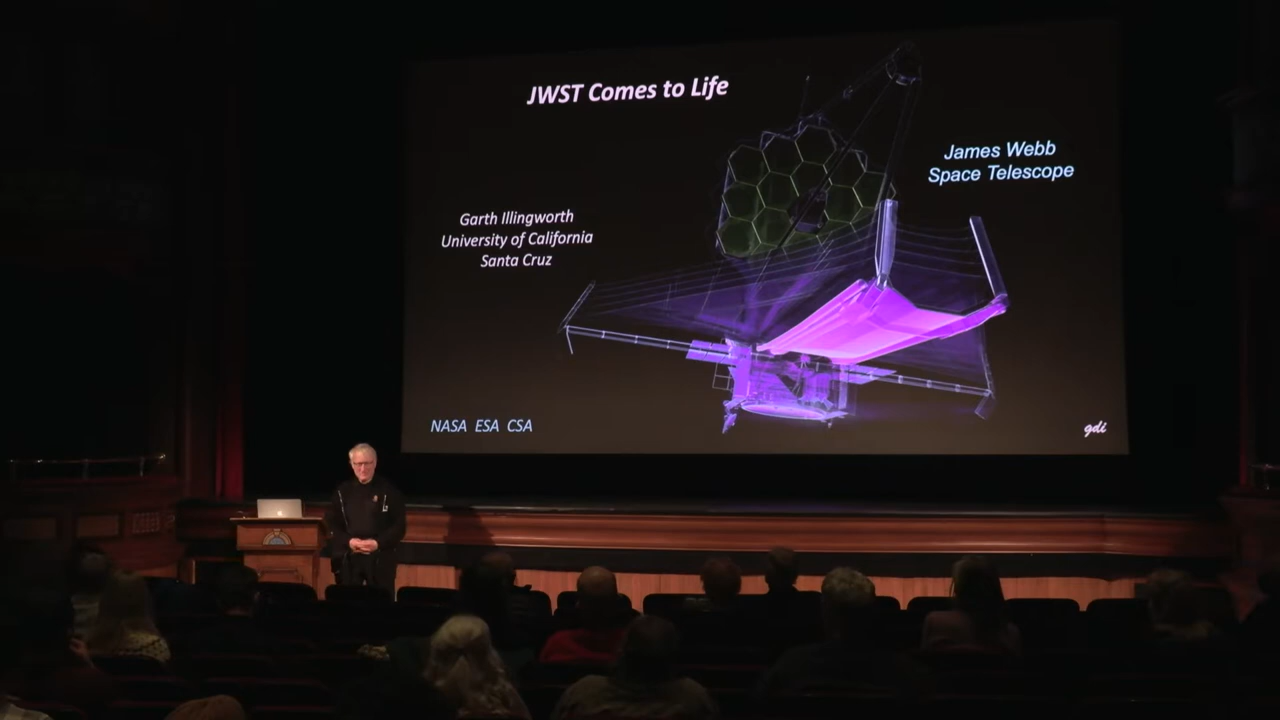 JWST Comes to Life
James Webb
Space Telescope
Garth Illingworth
University of California
Santa Cruz
NASA ESA CSA
gdi